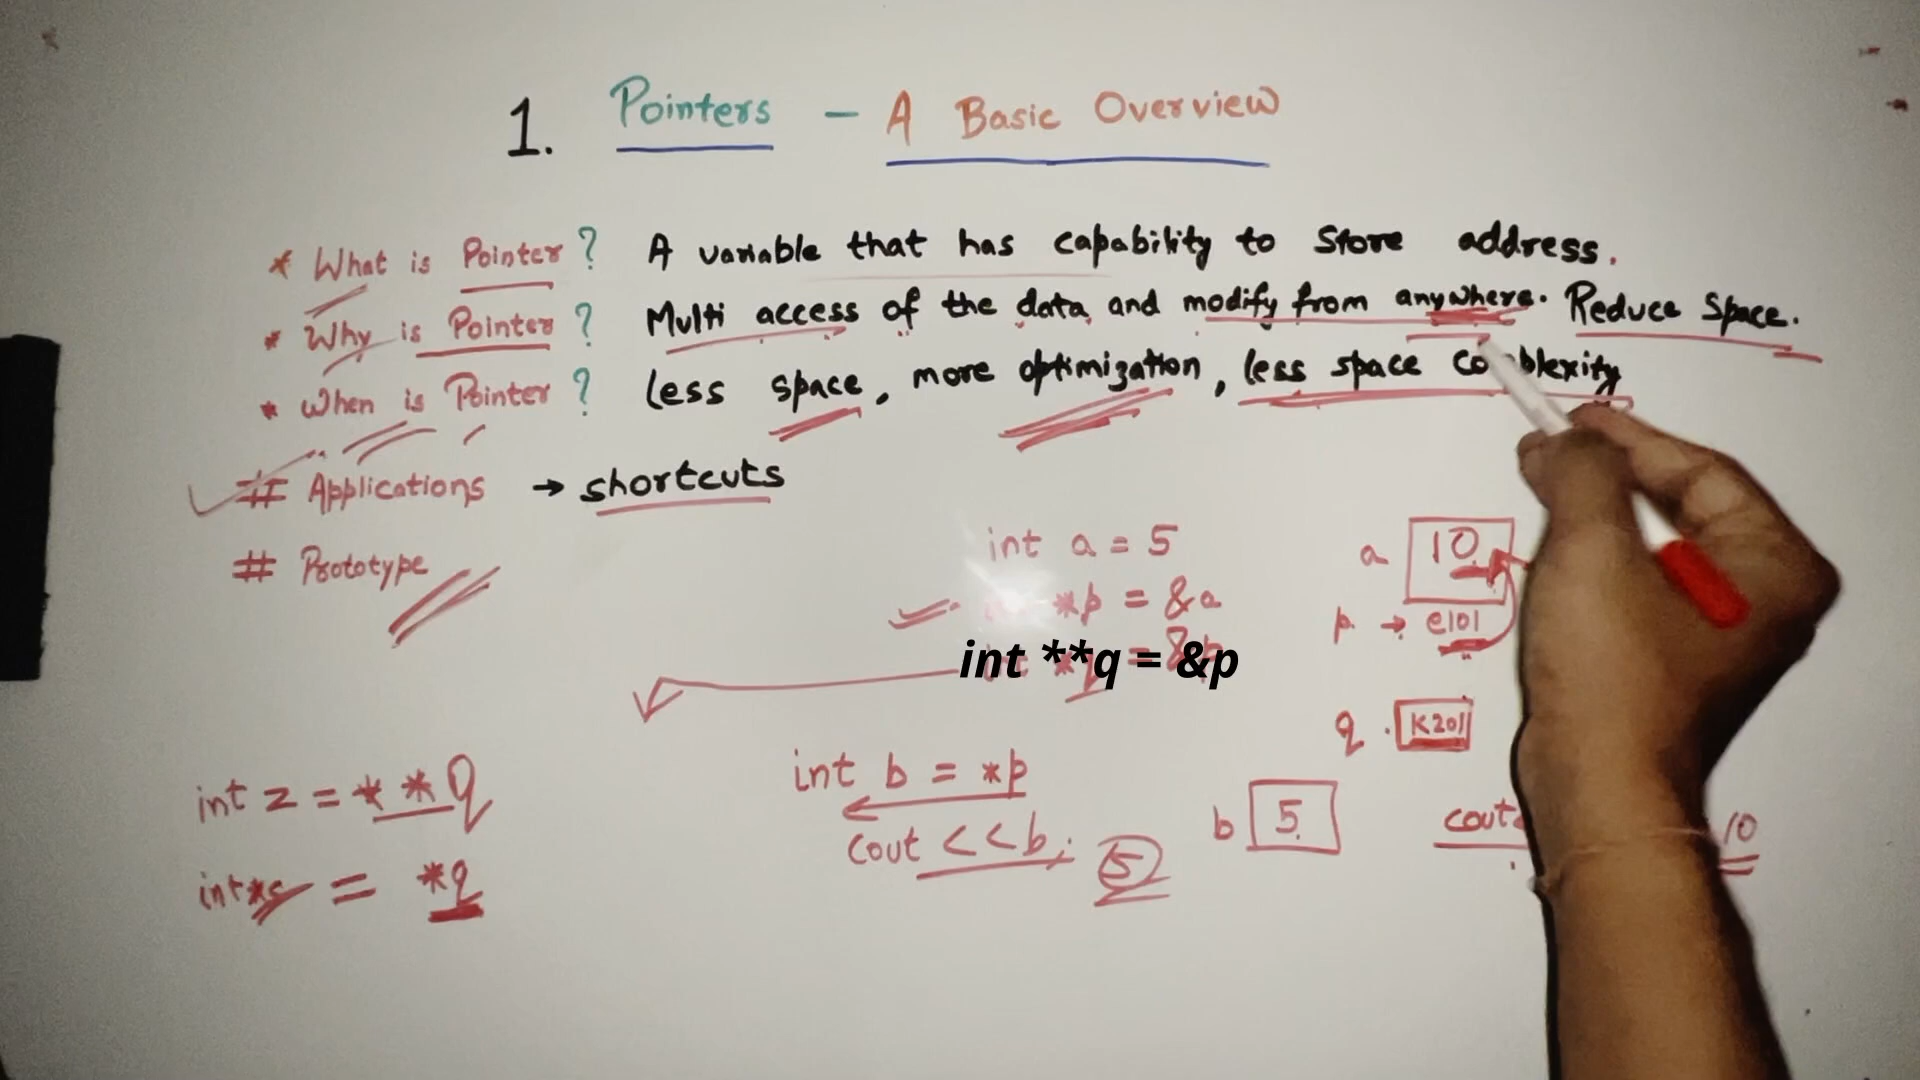 1. Pointers - A Basic Overview
* What is Pointer ? A variable that has capability to store address.
* Why is Pointer ? Multi access of the data and modify from anywhere. Reduce Space.
* When is Pointer ? less space, more optimization, less space complexity
# Applications → shortcuts
# Prototype
int a = 5
*p = &a
int **q = &p
a 10
p → e101
q . K201
int b = *p
cout << b; 5
b 5
cout
10
int z = **q
int* = *q